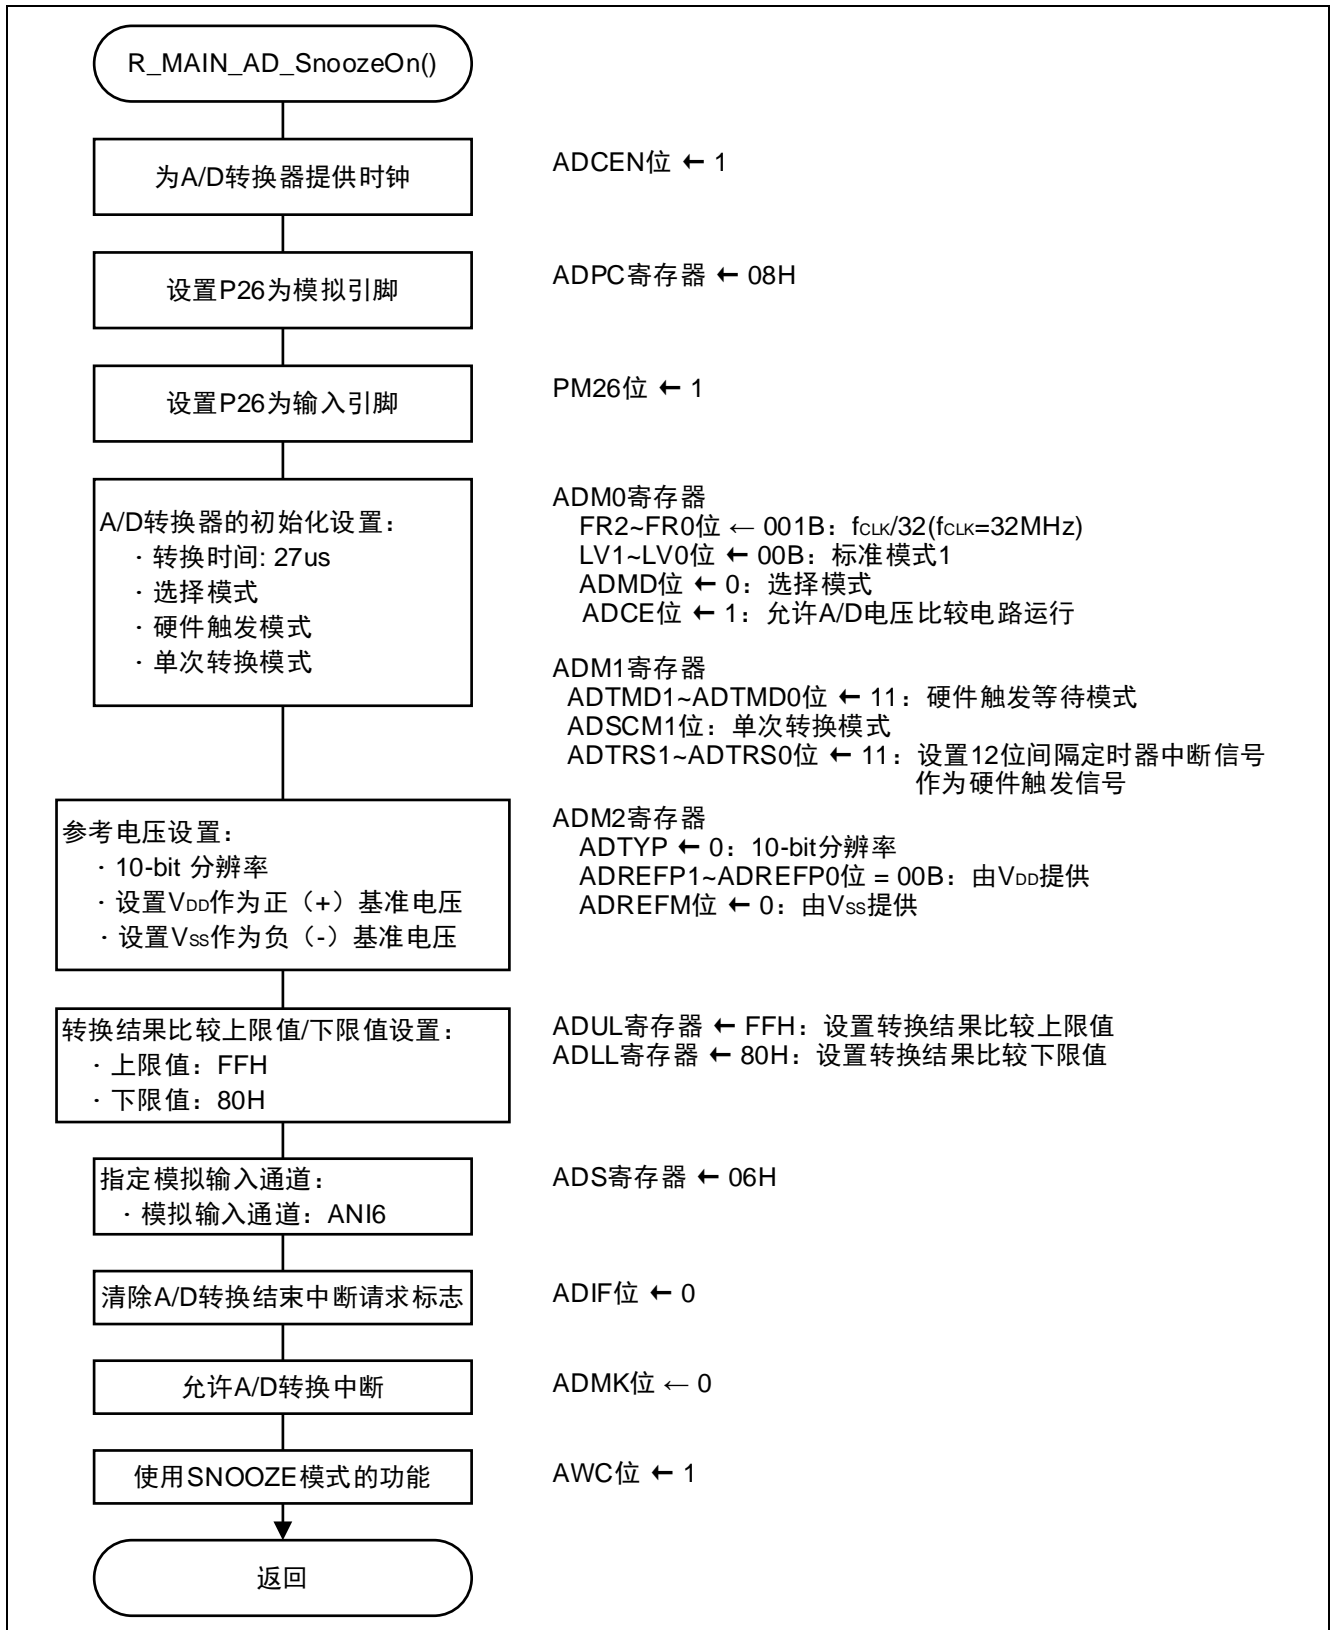 R_MAIN_AD_SnoozeOn()
为A/D转换器提供时钟
ADCEN位 ← 1
设置P26为模拟引脚
ADPC寄存器 ← 08H
设置P26为输入引脚
PM26位 ← 1
A/D转换器的初始化设置：
· 转换时间: 27us
· 选择模式
· 硬件触发模式
· 单次转换模式
ADM0寄存器
FR2~FR0位 ← 001B：fCLK/32(fCLK=32MHz)
LV1~LV0位 ← 00B：标准模式1
ADMD位 ← 0：选择模式
ADCE位 ← 1：允许A/D电压比较电路运行
ADM1寄存器
ADTMD1~ADTMD0位 ← 11：硬件触发等待模式
ADSCM1位：单次转换模式
ADTRS1~ADTRS0位 ← 11：设置12位间隔定时器中断信号
作为硬件触发信号
参考电压设置：
· 10-bit 分辨率
· 设置VDD作为正（+）基准电压
· 设置VSS作为负（-）基准电压
ADM2寄存器
ADTYP ← 0：10-bit分辨率
ADREFP1~ADREFP0位 = 00B：由VDD提供
ADREFM位 ← 0：由VSS提供
转换结果比较上限值/下限值设置：
· 上限值：FFH
· 下限值：80H
ADUL寄存器 ← FFH：设置转换结果比较上限值
ADLL寄存器 ← 80H：设置转换结果比较下限值
指定模拟输入通道：
· 模拟输入通道：ANI6
ADS寄存器 ← 06H
清除A/D转换结束中断请求标志
ADIF位 ← 0
允许A/D转换中断
ADMK位 ← 0
使用SNOOZE模式的功能
AWC位 ← 1
返回